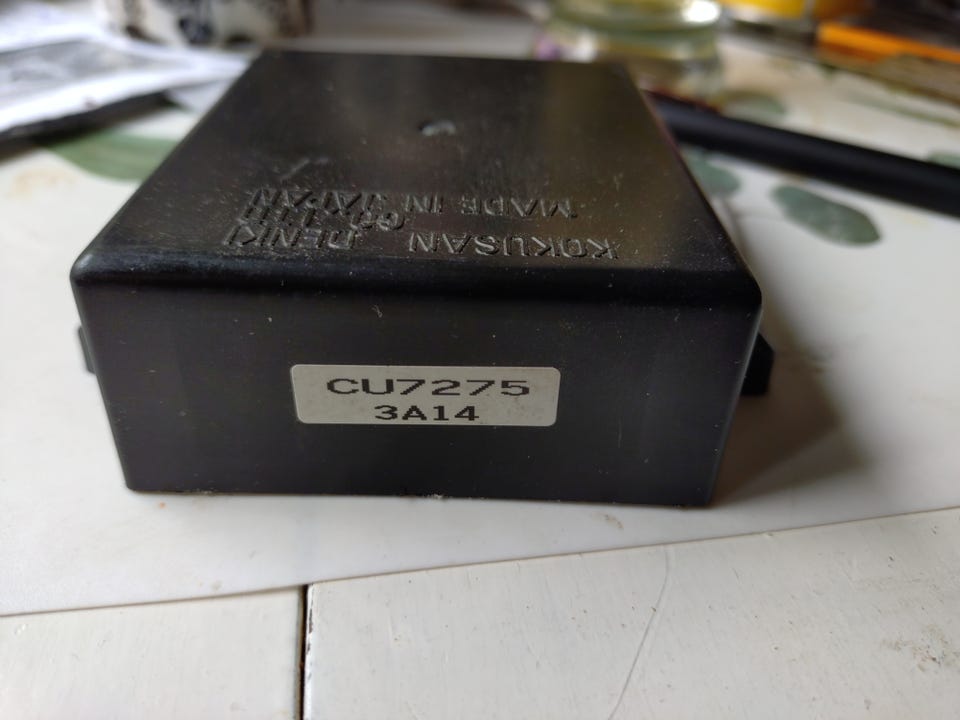 KOKUSAN DENKI
MADE IN JAPAN
CU7275
3A14